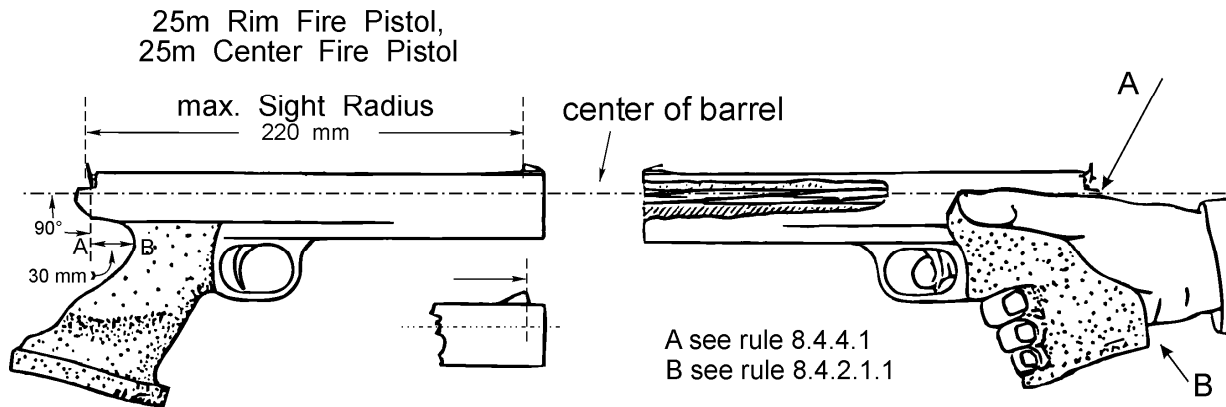 25m Rim Fire Pistol,
25m Center Fire Pistol
max. Sight Radius
220 mm
center of barrel
A
90°
A B
30 mm
A see rule 8.4.4.1
B see rule 8.4.2.1.1
B